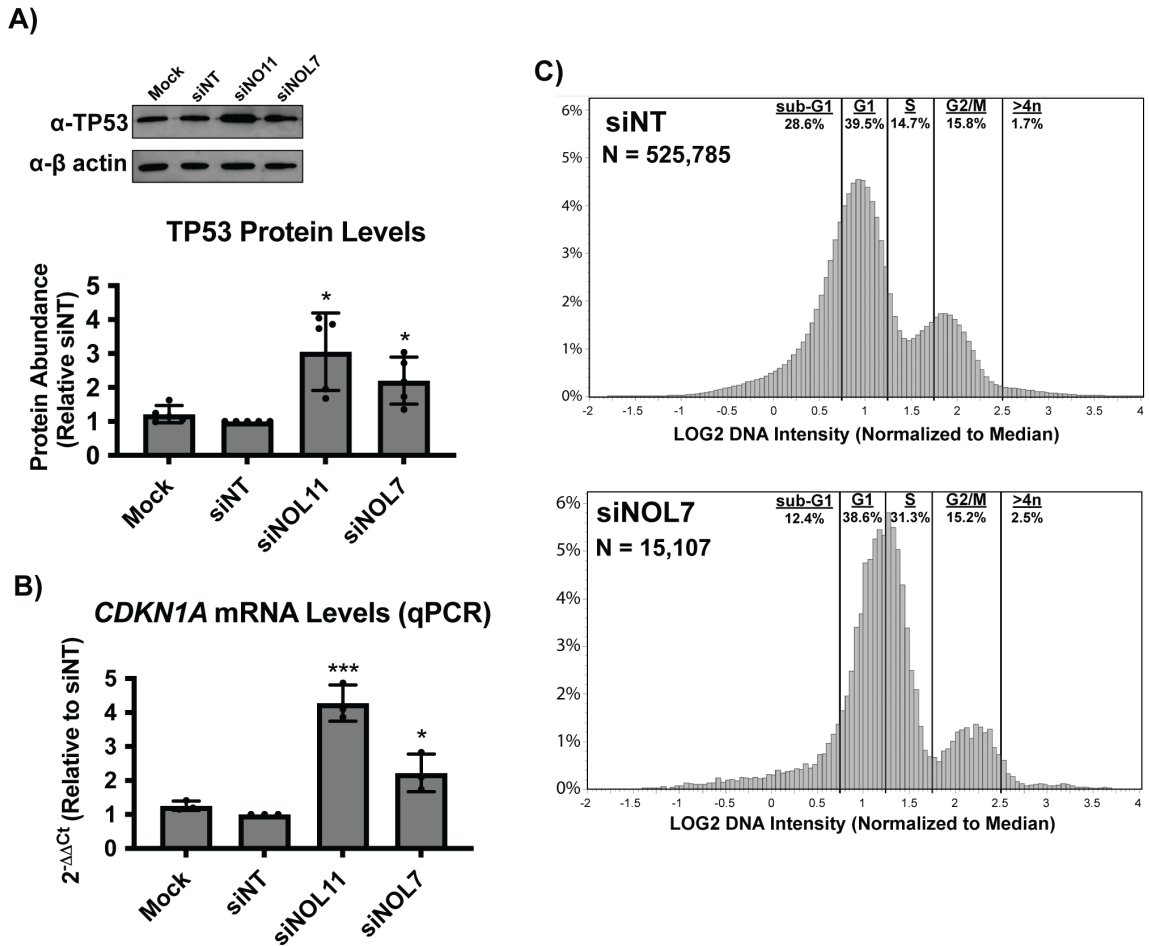 A)
Mock siNT siNO11 siNOL7
α-TP53
α-β actin
TP53 Protein Levels
Protein Abundance
(Relative siNT)
5
4
3
2
1
0
* *
Mock siNT siNOL11 siNOL7
B)
CDKN1A mRNA Levels (qPCR)
2-ΔΔCt (Relative to siNT)
5
4
3
2
1
0
*** *
Mock siNT siNOL11 siNOL7
C)
siNT
N = 525,785
sub-G1 G1 S G2/M >4n
28.6% 39.5% 14.7% 15.8% 1.7%
6%
5%
4%
3%
2%
1%
0%
-2 -1.5 -1 -0.5 0 0.5 1 1.5 2 2.5 3 3.5 4
LOG2 DNA Intensity (Normalized to Median)
siNOL7
N = 15,107
sub-G1 G1 S G2/M >4n
12.4% 38.6% 31.3% 15.2% 2.5%
6%
5%
4%
3%
2%
1%
0%
-2 -1.5 -1 -0.5 0 0.5 1 1.5 2 2.5 3 3.5 4
LOG2 DNA Intensity (Normalized to Median)